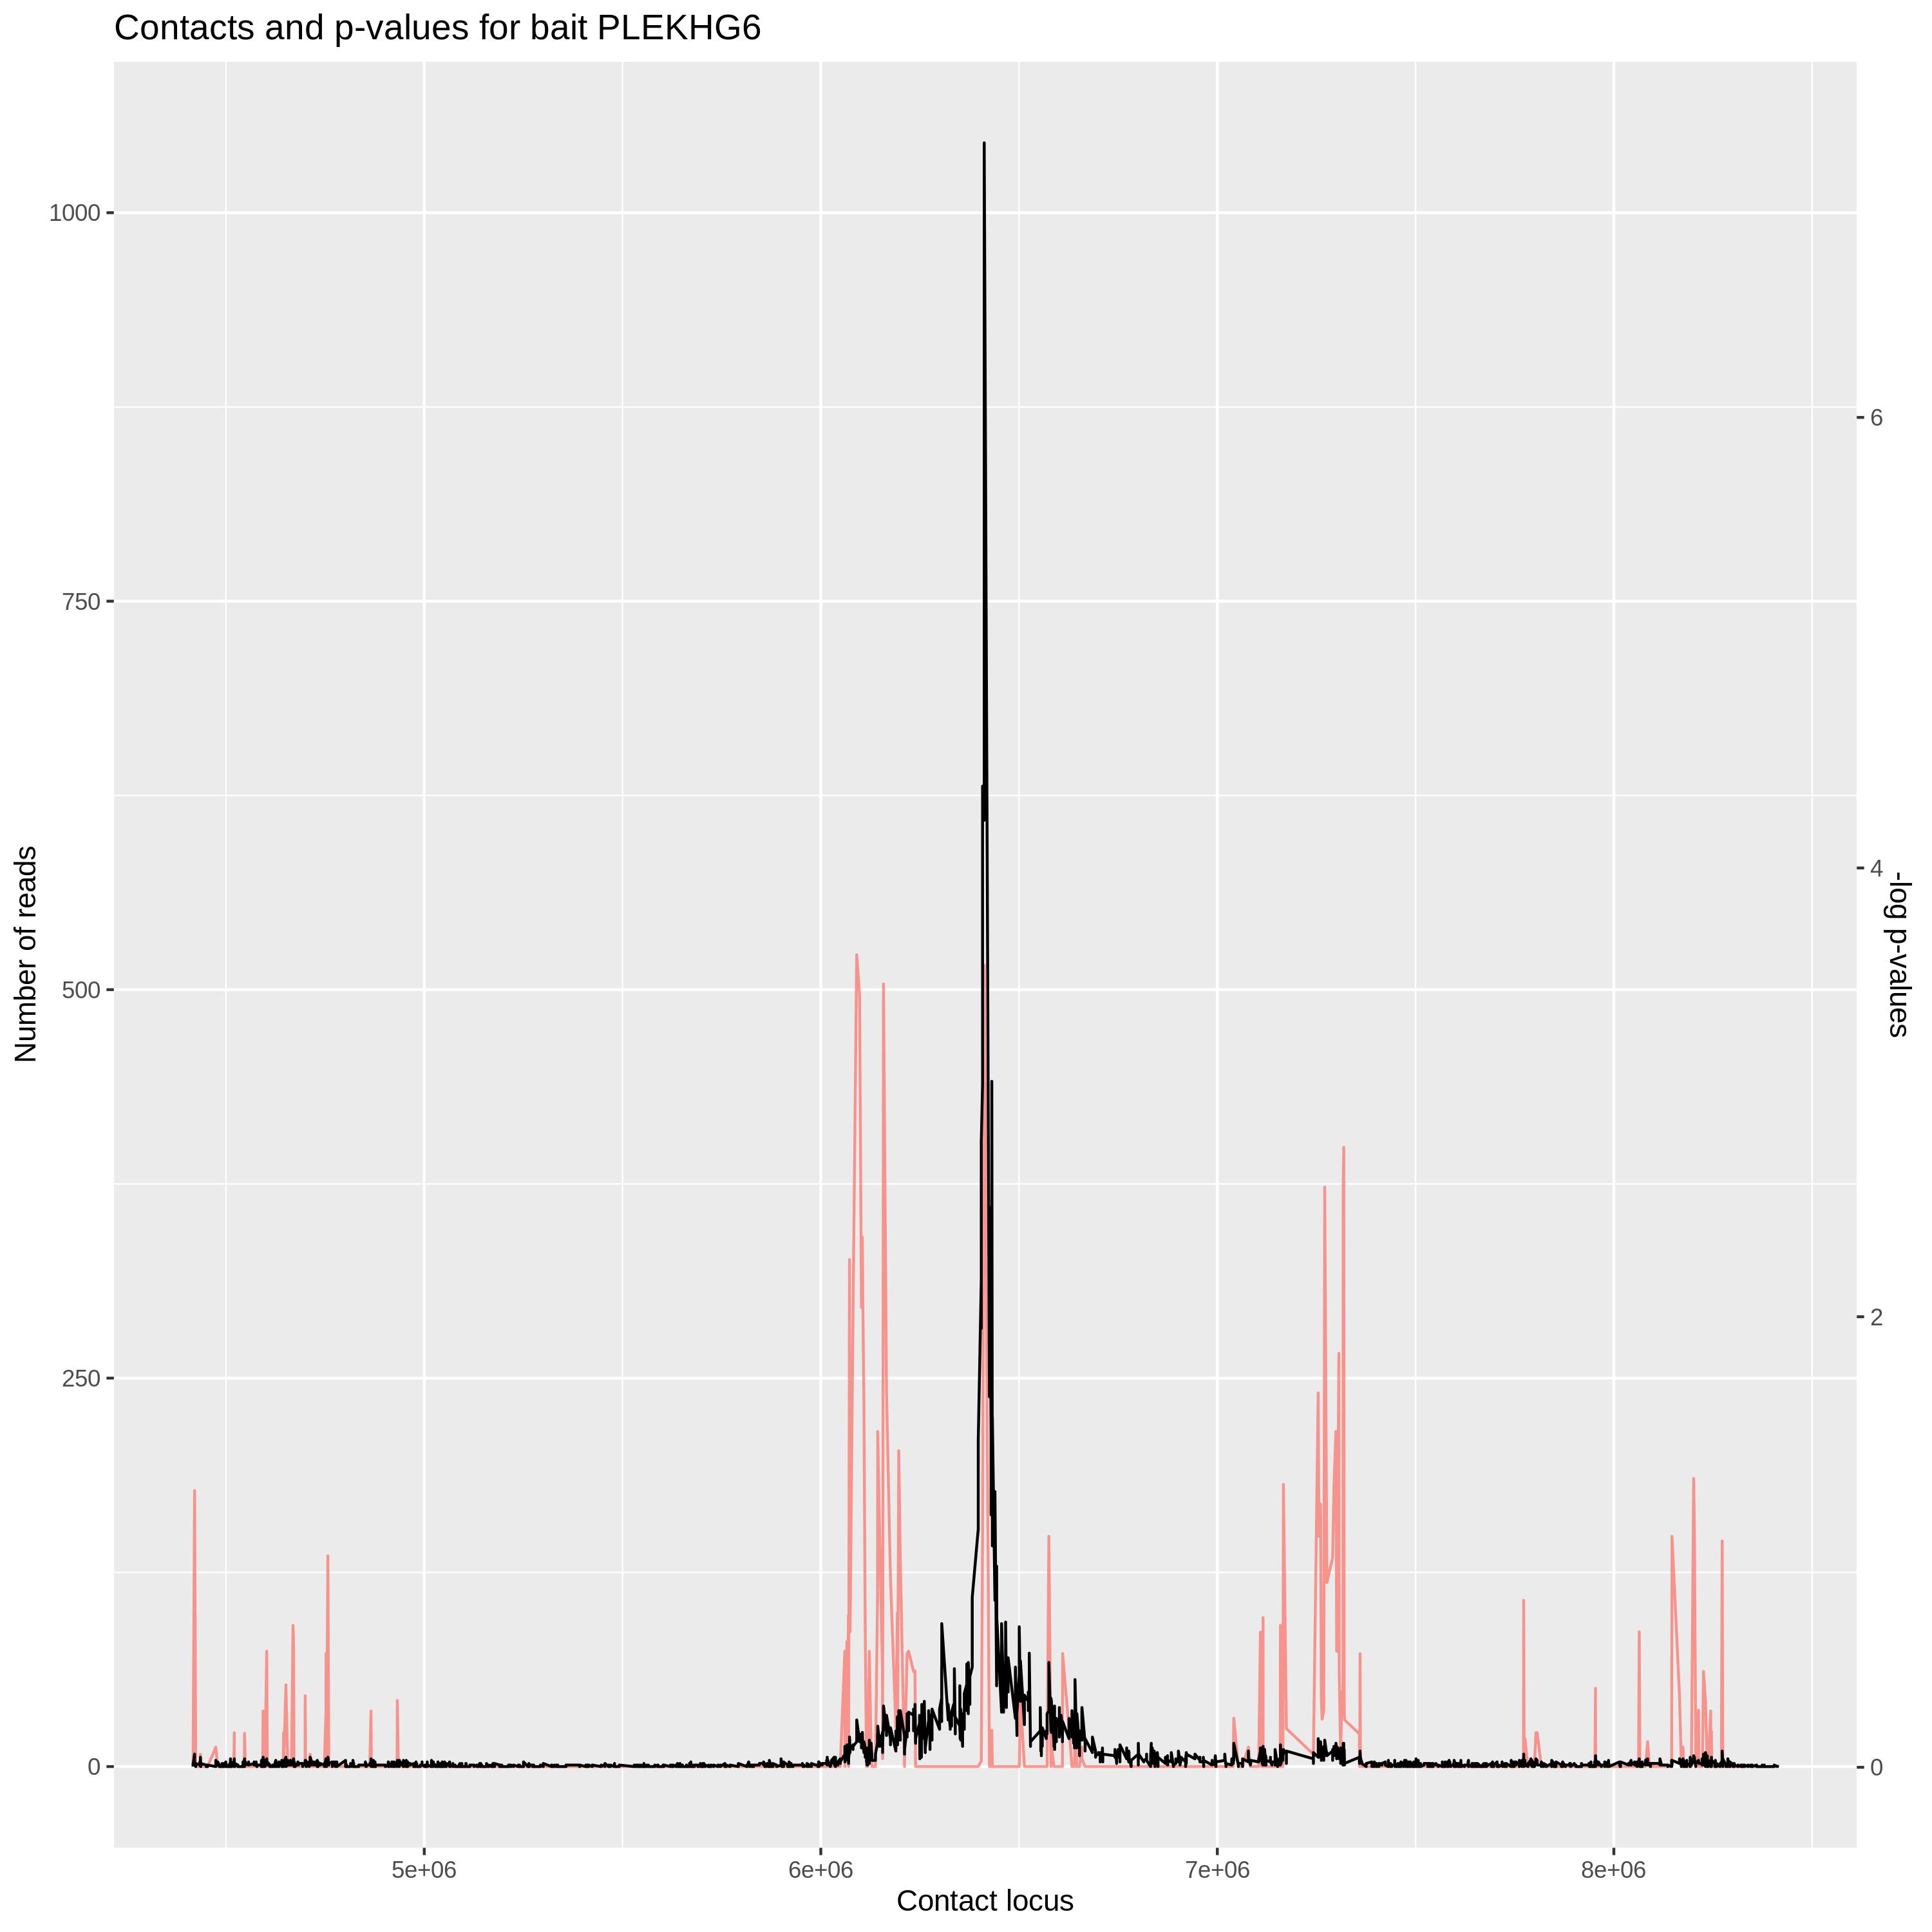 Contacts and p-values for bait PLEKHG6
Number of reads
1000
750
500
250
0
6
4
2
0
-log p-values
5e+06
6e+06
7e+06
8e+06
Contact locus